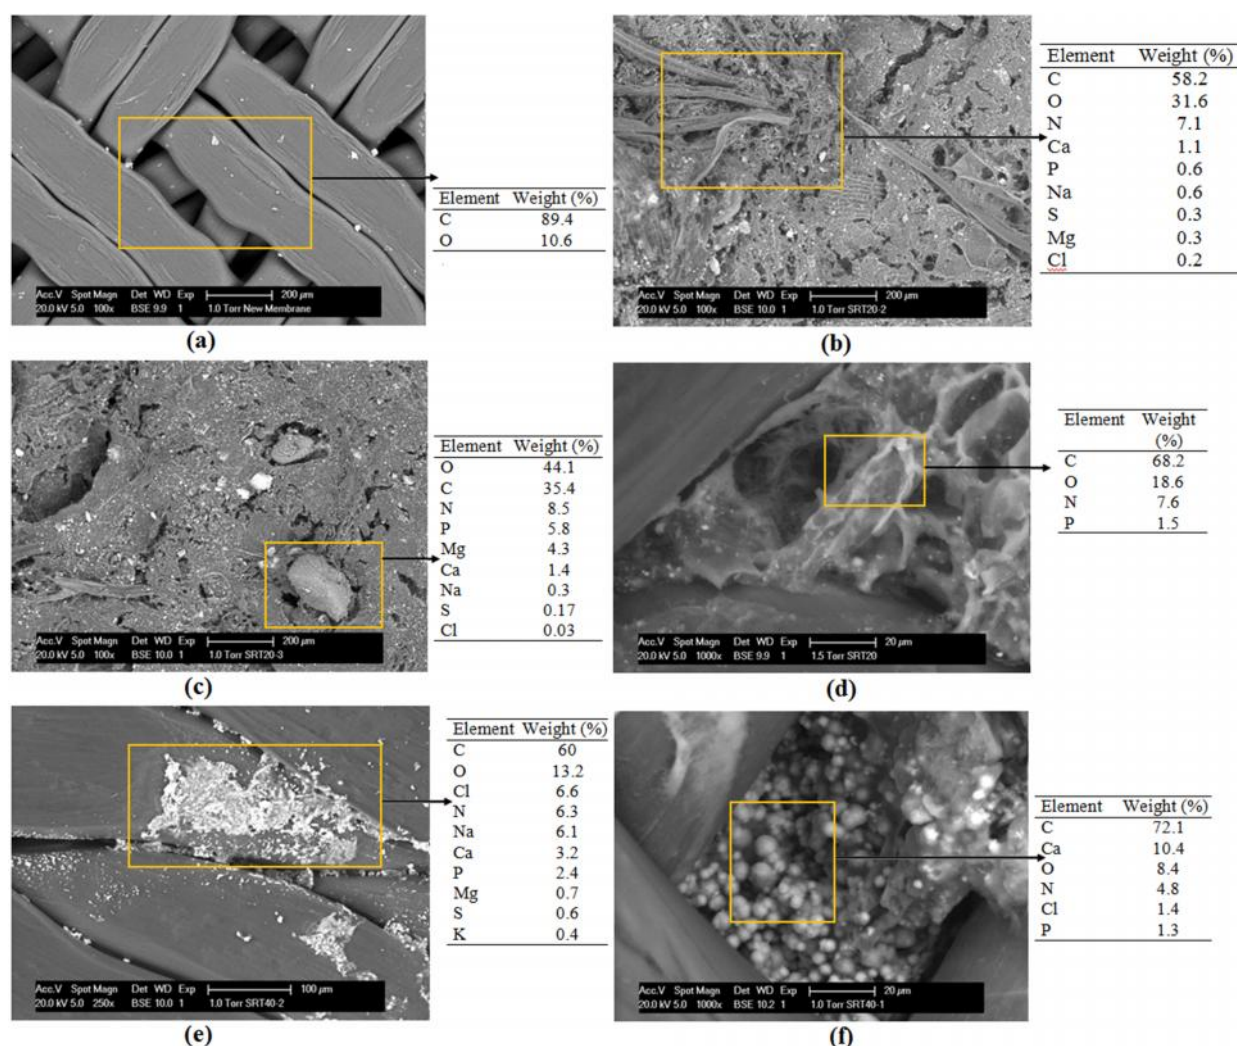 Element Weight (%)
C 89.4
O 10.6
Acc.V Spot Magn Det WD Exp 200 µm
20.0 kV 5.0 100x BSE 9.9 1 1.0 Torr New Membrane
(a)
Element Weight (%)
C 58.2
O 31.6
N 7.1
Ca 1.1
P 0.6
Na 0.6
S 0.3
Mg 0.3
Cl 0.2
Acc.V Spot Magn Det WD Exp 200 µm
20.0 kV 5.0 100x BSE 10.0 1 1.0 Torr SRT20-2
(b)
Element Weight (%)
O 44.1
C 35.4
N 8.5
P 5.8
Mg 4.3
Ca 1.4
Na 0.3
S 0.17
Cl 0.03
Acc.V Spot Magn Det WD Exp 200 µm
20.0 kV 5.0 100x BSE 10.0 1 1.0 Torr SRT20-3
(c)
Element Weight
(%)
C 68.2
O 18.6
N 7.6
P 1.5
Acc.V Spot Magn Det WD Exp 20 µm
20.0 kV 5.0 1000x BSE 9.9 1 1.5 Torr SRT20
(d)
Element Weight (%)
C 60
O 13.2
Cl 6.6
N 6.3
Na 6.1
Ca 3.2
P 2.4
Mg 0.7
S 0.6
K 0.4
Acc.V Spot Magn Det WD Exp 100 µm
20.0 kV 5.0 250x BSE 10.0 1 1.0 Torr SRT40-2
(e)
Element Weight (%)
C 72.1
Ca 10.4
O 8.4
N 4.8
Cl 1.4
P 1.3
Acc.V Spot Magn Det WD Exp 20 µm
20.0 kV 5.0 1000x BSE 10.2 1 1.0 Torr SRT40-1
(f)